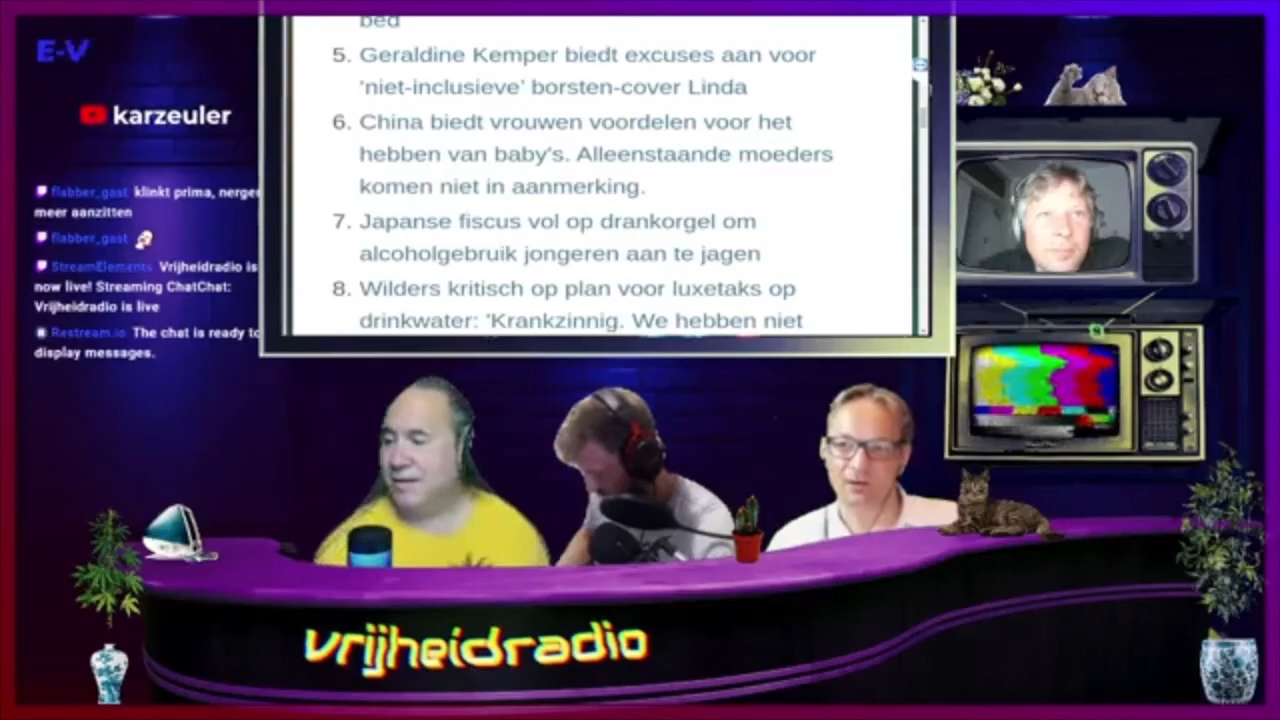 E-V
karzeuler
flabber_gast klinkt prima, nerge
meer aanzitten
flabber_gast
StreamElements Vrijheidradio is
now live! Streaming ChatChat:
Vrijheidradio is live
Restream.io The chat is ready to
display messages.
bed
5. Geraldine Kemper biedt excuses aan voor
'niet-inclusieve' borsten-cover Linda
6. China biedt vrouwen voordelen voor het
hebben van baby's. Alleenstaande moeders
komen niet in aanmerking.
7. Japanse fiscus vol op drankorgel om
alcoholgebruik jongeren aan te jagen
8. Wilders kritisch op plan voor luxetaks op
drinkwater: 'Krankzinnig. We hebben niet
vrijheidradio